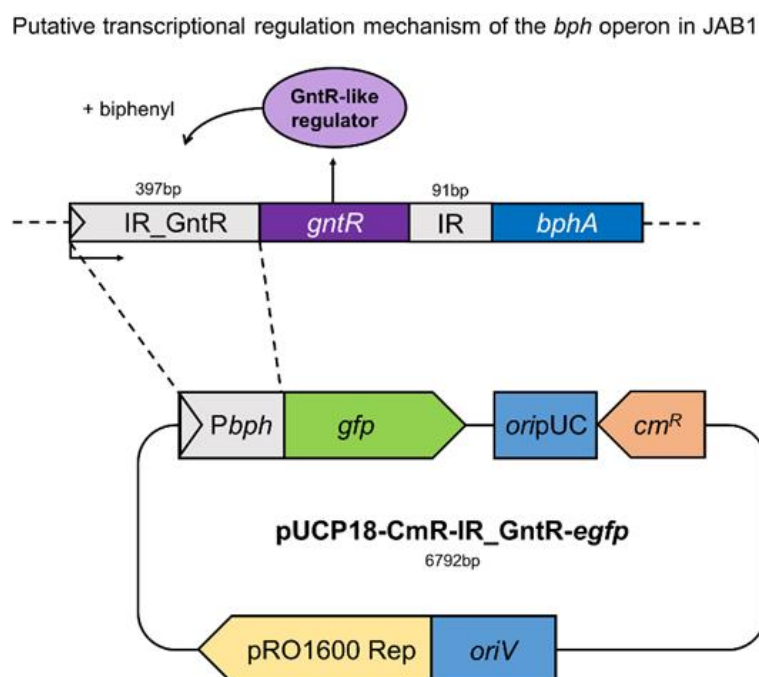 Putative transcriptional regulation mechanism of the bph operon in JAB1
GntR-like
regulator
+ biphenyl
397bp
91bp
IR_GntR
gntR
IR
bphA
Pbph
gfp
oripUC
cmR
pUCP18-CmR-IR_GntR-egfp
6792bp
pRO1600 Rep
oriV